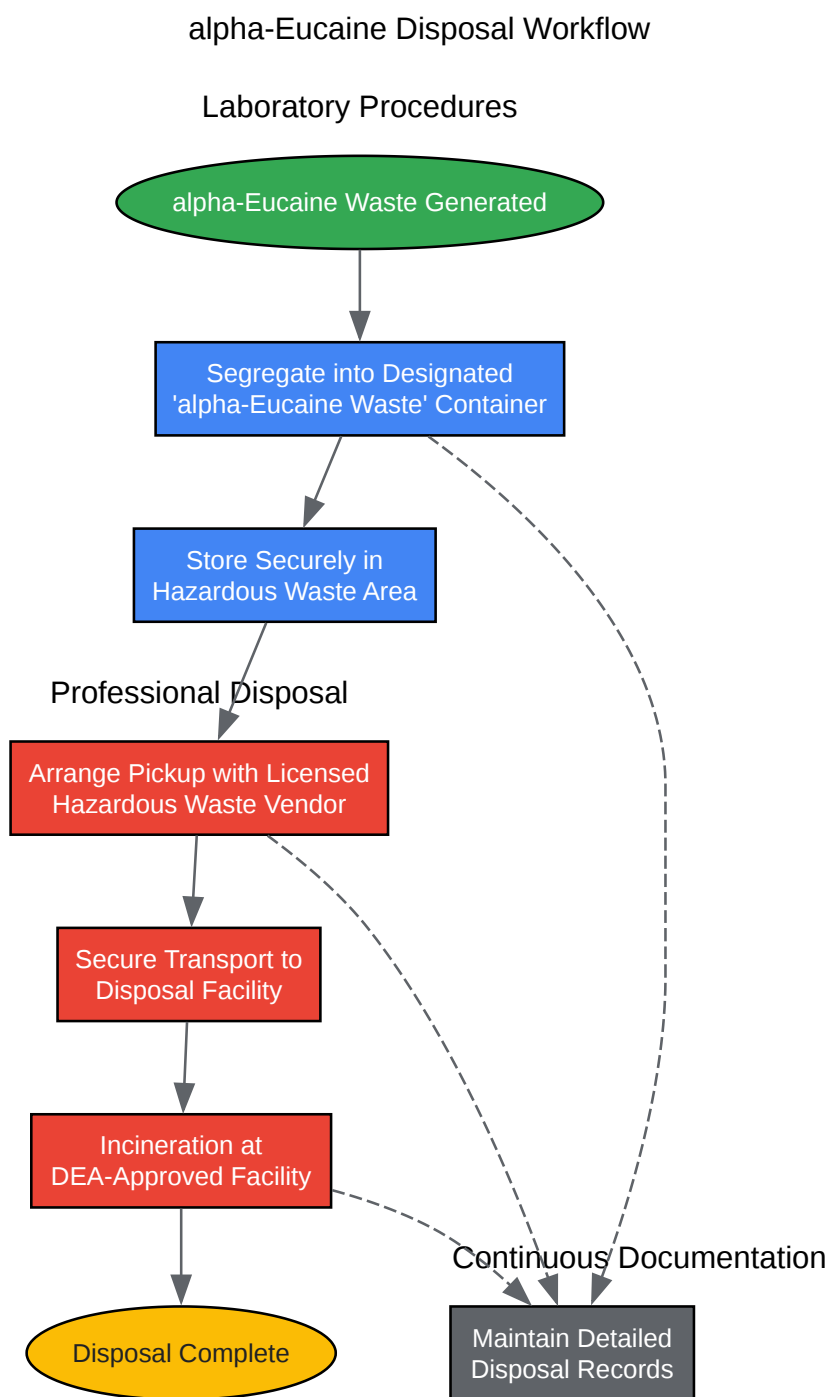 alpha-Eucaine Disposal Workflow
Laboratory Procedures
alpha-Eucaine Waste Generated
Segregate into Designated
'alpha-Eucaine Waste' Container
Store Securely in
Hazardous Waste Area
Professional Disposal
Arrange Pickup with Licensed
Hazardous Waste Vendor
Secure Transport to
Disposal Facility
Incineration at
DEA-Approved Facility
Continuous Documentation
Disposal Complete
Maintain Detailed
Disposal Records